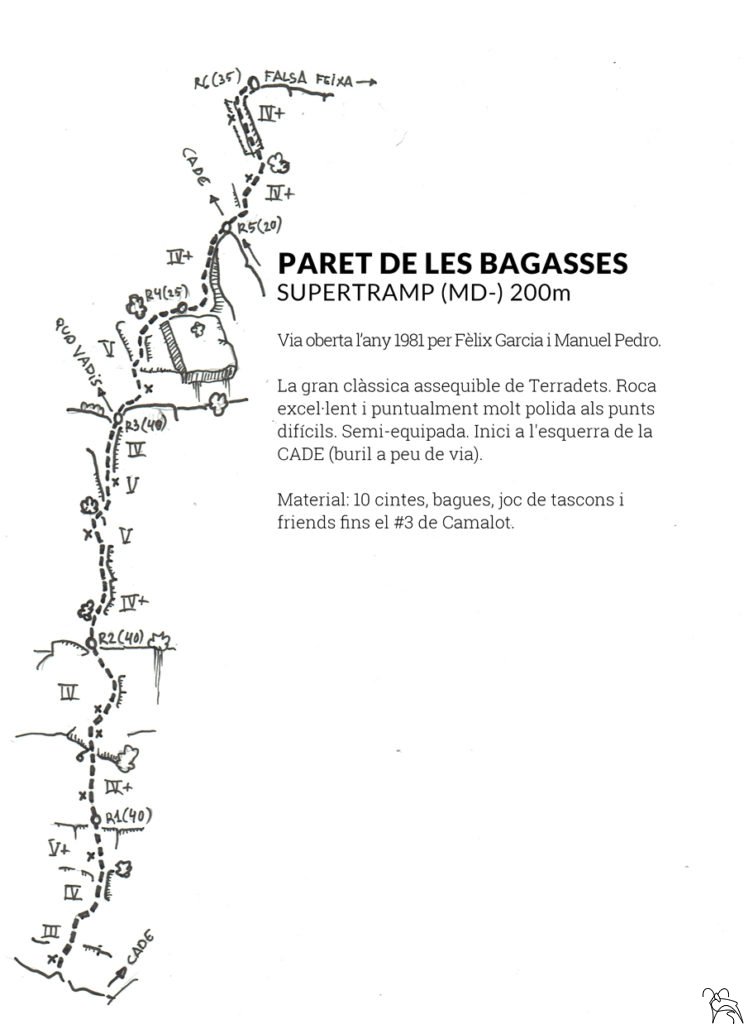 R6(35) FALSA FEIXA
IV+
CADE
IV+
R5(20)
IV+
PARET DE LES BAGASSES
SUPERTRAMP (MD-) 200m
R4(25)
QUO VADIS
V
Via oberta l'any 1981 per Fèlix Garcia i Manuel Pedro.
La gran clàssica assequible de Terradets. Roca
excel·lent i puntualment molt polida als punts
difícils. Semi-equipada. Inici a l'esquerra de la
CADE (buril a peu de via).
R3(40)
IV
V
Material: 10 cintes, bagues, joc de tascons i
friends fins el #3 de Camalot.
V
IV+
R2(40)
IV
IV+
R1(40)
V+
IV
III
CADE